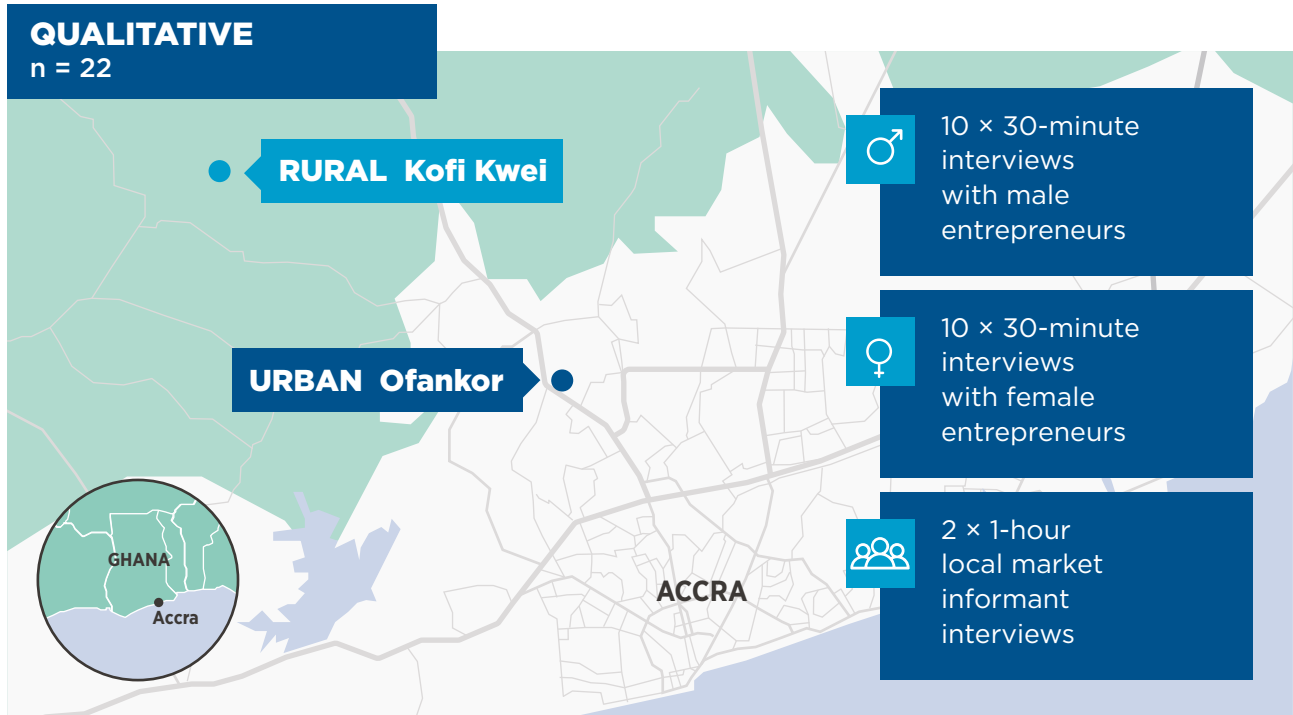 QUALITATIVE
n = 22
RURAL Kofi Kwei
URBAN Ofankor
GHANA
Accra
ACCRA
10 × 30-minute
interviews
with male
entrepreneurs
10 × 30-minute
interviews
with female
entrepreneurs
2 × 1-hour
local market
informant
interviews